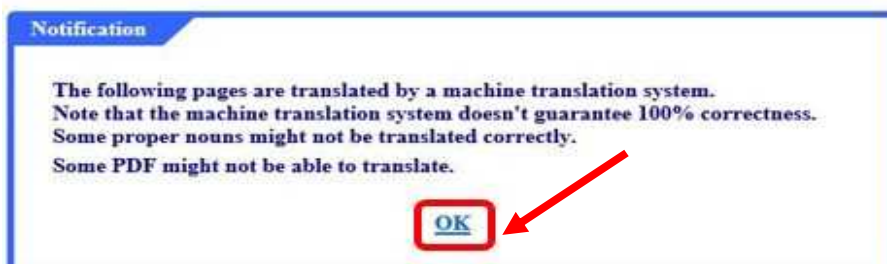 Notification
The following pages are translated by a machine translation system.
Note that the machine translation system doesn't guarantee 100% correctness.
Some proper nouns might not be translated correctly.
Some PDF might not be able to translate.
OK